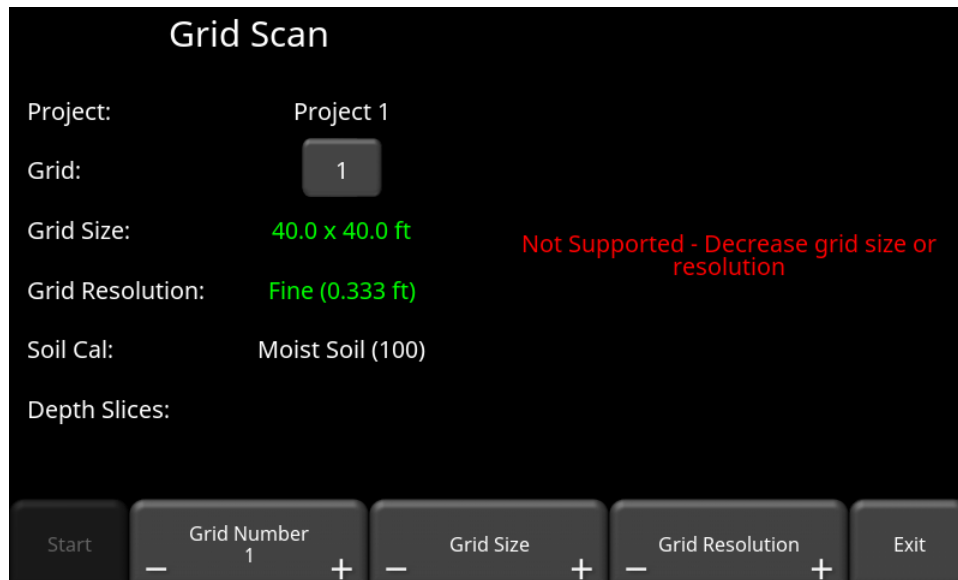 Grid Scan
Project: Project 1
Grid: 1
Grid Size: 40.0 x 40.0 ft
Not Supported - Decrease grid size or
resolution
Grid Resolution: Fine (0.333 ft)
Soil Cal: Moist Soil (100)
Depth Slices:
Start
Grid Number
1
− +
Grid Size
− +
Grid Resolution
− +
Exit